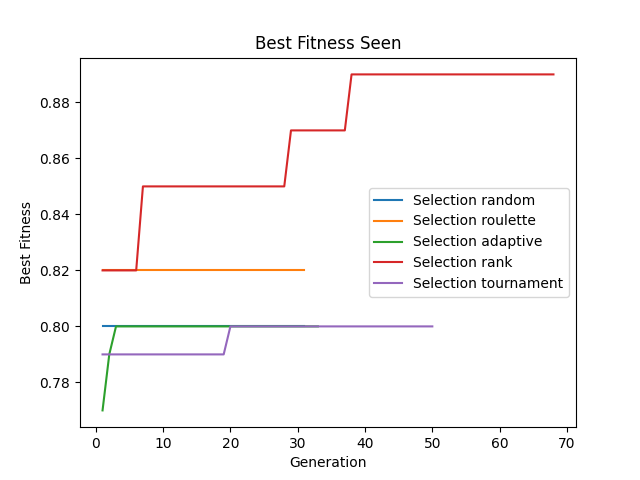 Best Fitness Seen
Best Fitness
0.88
0.86
0.84
0.82
0.80
0.78
Selection random
Selection roulette
Selection adaptive
Selection rank
Selection tournament
0 10 20 30 40 50 60 70
Generation